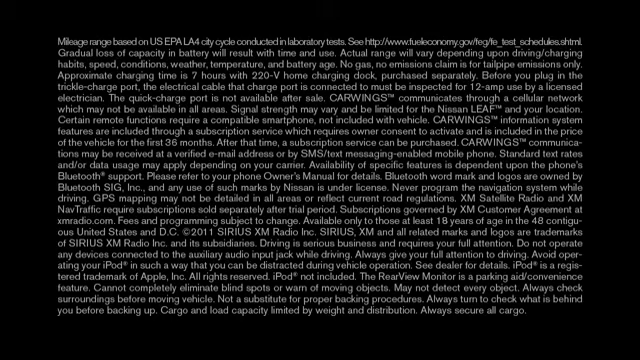 Mileage range based on US EPA LA4 city cycle conducted in laboratory tests. See http://www.fueleconomy.gov/feg/fe_test_schedules.shtml.
Gradual loss of capacity in battery will result with time and use. Actual range will vary depending upon driving/charging
habits, speed, conditions, weather, temperature, and battery age. No gas, no emissions claim is for tailpipe emissions only.
Approximate charging time is 7 hours with 220-V home charging dock, purchased separately. Before you plug in the
trickle-charge port, the electrical cable that charge port is connected to must be inspected for 12-amp use by a licensed
electrician. The quick-charge port is not available after sale. CARWINGS™ communicates through a cellular network
which may not be available in all areas. Signal strength may vary and be limited for the Nissan LEAF™ and your location.
Certain remote functions require a compatible smartphone, not included with vehicle. CARWINGS™ information system
features are included through a subscription service which requires owner consent to activate and is included in the price
of the vehicle for the first 36 months. After that time, a subscription service can be purchased. CARWINGS™ communica-
tions may be received at a verified e-mail address or by SMS/text messaging-enabled mobile phone. Standard text rates
and/or data usage may apply depending on your carrier. Availability of specific features is dependent upon the phone's
Bluetooth® support. Please refer to your phone Owner's Manual for details. Bluetooth word mark and logos are owned by
Bluetooth SIG, Inc., and any use of such marks by Nissan is under license. Never program the navigation system while
driving. GPS mapping may not be detailed in all areas or reflect current road regulations. XM Satellite Radio and XM
NavTraffic require subscriptions sold separately after trial period. Subscriptions governed by XM Customer Agreement at
xmradio.com. Fees and programming subject to change. Available only to those at least 18 years of age in the 48 contigu-
ous United States and D.C. ©2011 SIRIUS XM Radio Inc. SIRIUS, XM and all related marks and logos are trademarks
of SIRIUS XM Radio Inc. and its subsidiaries. Driving is serious business and requires your full attention. Do not operate
any devices connected to the auxiliary audio input jack while driving. Always give your full attention to driving. Avoid oper-
ating your iPod® in such a way that you can be distracted during vehicle operation. See dealer for details. iPod® is a regis-
tered trademark of Apple, Inc. All rights reserved. iPod® not included. The RearView Monitor is a parking aid/convenience
feature. Cannot completely eliminate blind spots or warn of moving objects. May not detect every object. Always check
surroundings before moving vehicle. Not a substitute for proper backing procedures. Always turn to check what is behind
you before backing up. Cargo and load capacity limited by weight and distribution. Always secure all cargo.